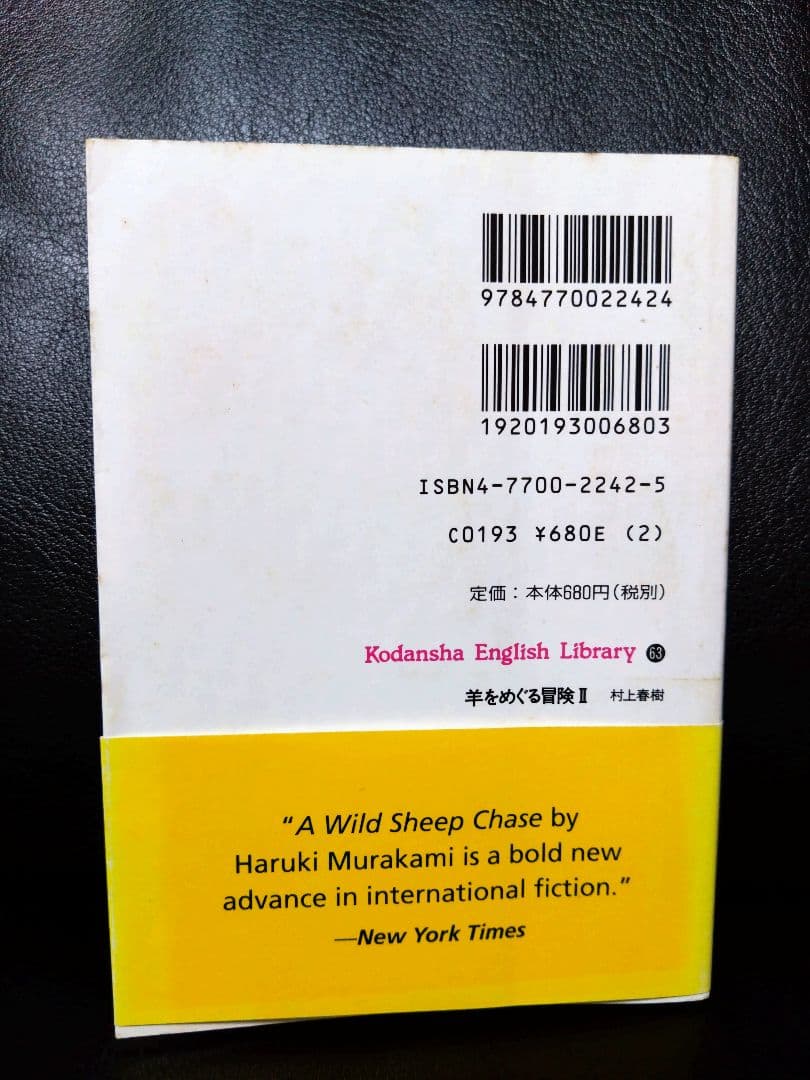 9784770022424
1920193006803
ISBN4-7700-2242-5
C0193 ¥680E (2)
定価：本体680円(税別)
Kodansha English Library 63
羊をめぐる冒険Ⅱ 村上春樹
“A Wild Sheep Chase by
Haruki Murakami is a bold new
advance in international fiction.”
—New York Times